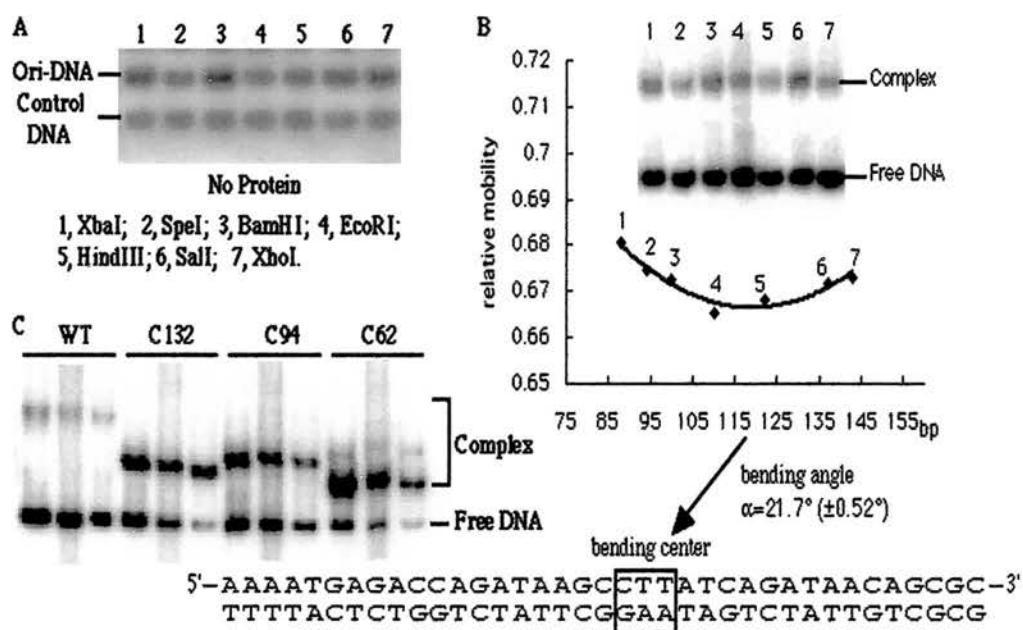 A
1 2 3 4 5 6 7
Ori-DNA
Control
DNA
No Protein
1, XbaI; 2, SpeI; 3, BamHI; 4, EcoRI;
5, HindIII; 6, SalI; 7, XhoI.
B
1 2 3 4 5 6 7
Complex
Free DNA
relative mobility
0.72
0.71
0.7
0.69
0.68
0.67
0.66
0.65
1
2
3
4
5
6
7
75 85 95 105 115 125 135 145 155 bp
C
WT C132 C94 C62
Complex
Free DNA
bending angle
α=21.7° (±0.52°)
bending center
5'-AAAATGAGACCAGATAAGCCTTATCAGATAACAGCGC-3'
TTTTACTCTGGTCTATTCGGAATAGTCTATTGTCGCG